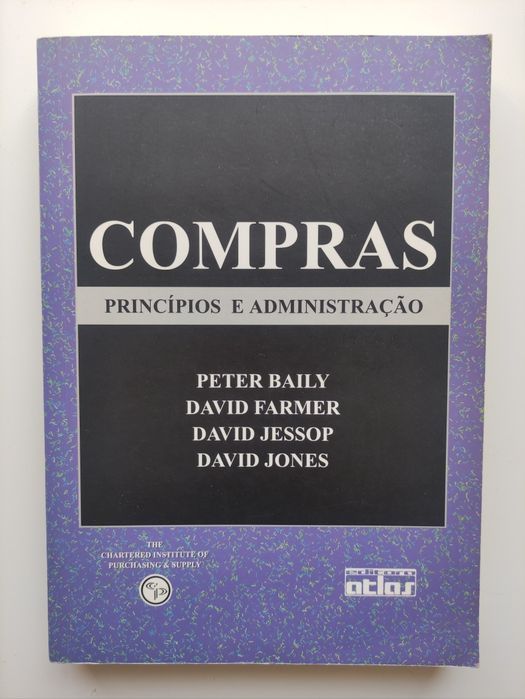 COMPRAS
PRINCÍPIOS E ADMINISTRAÇÃO
PETER BAILY
DAVID FARMER
DAVID JESSOP
DAVID JONES
THE
CHARTERED INSTITUTE OF
PURCHASING & SUPPLY
editora
atlas